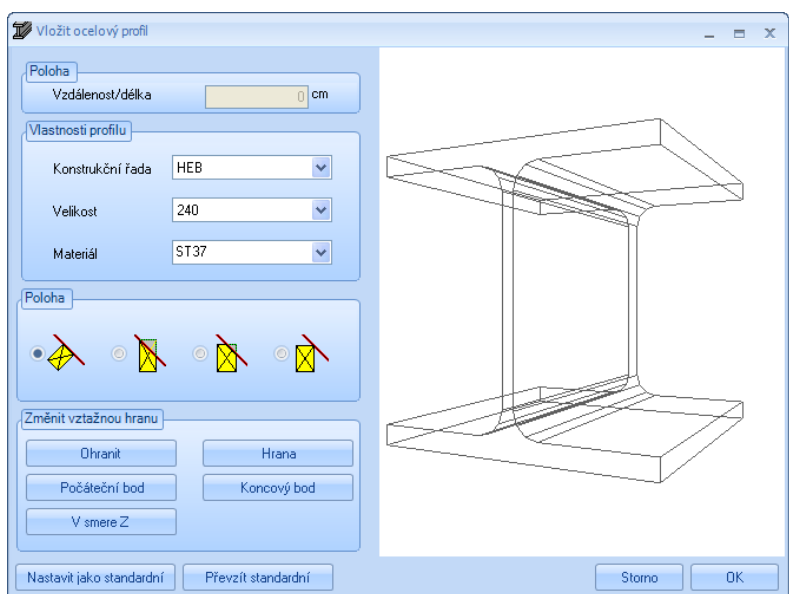 Vložit ocelový profil
Poloha
Vzdálenost/délka 0 cm
Vlastnosti profilu
Konstrukční řada HEB
Velikost 240
Materiál ST37
Poloha
Změnit vztažnou hranu
Ohranit Hrana
Počáteční bod Koncový bod
V smere Z
Nastavit jako standardní Převzít standardní Storno OK